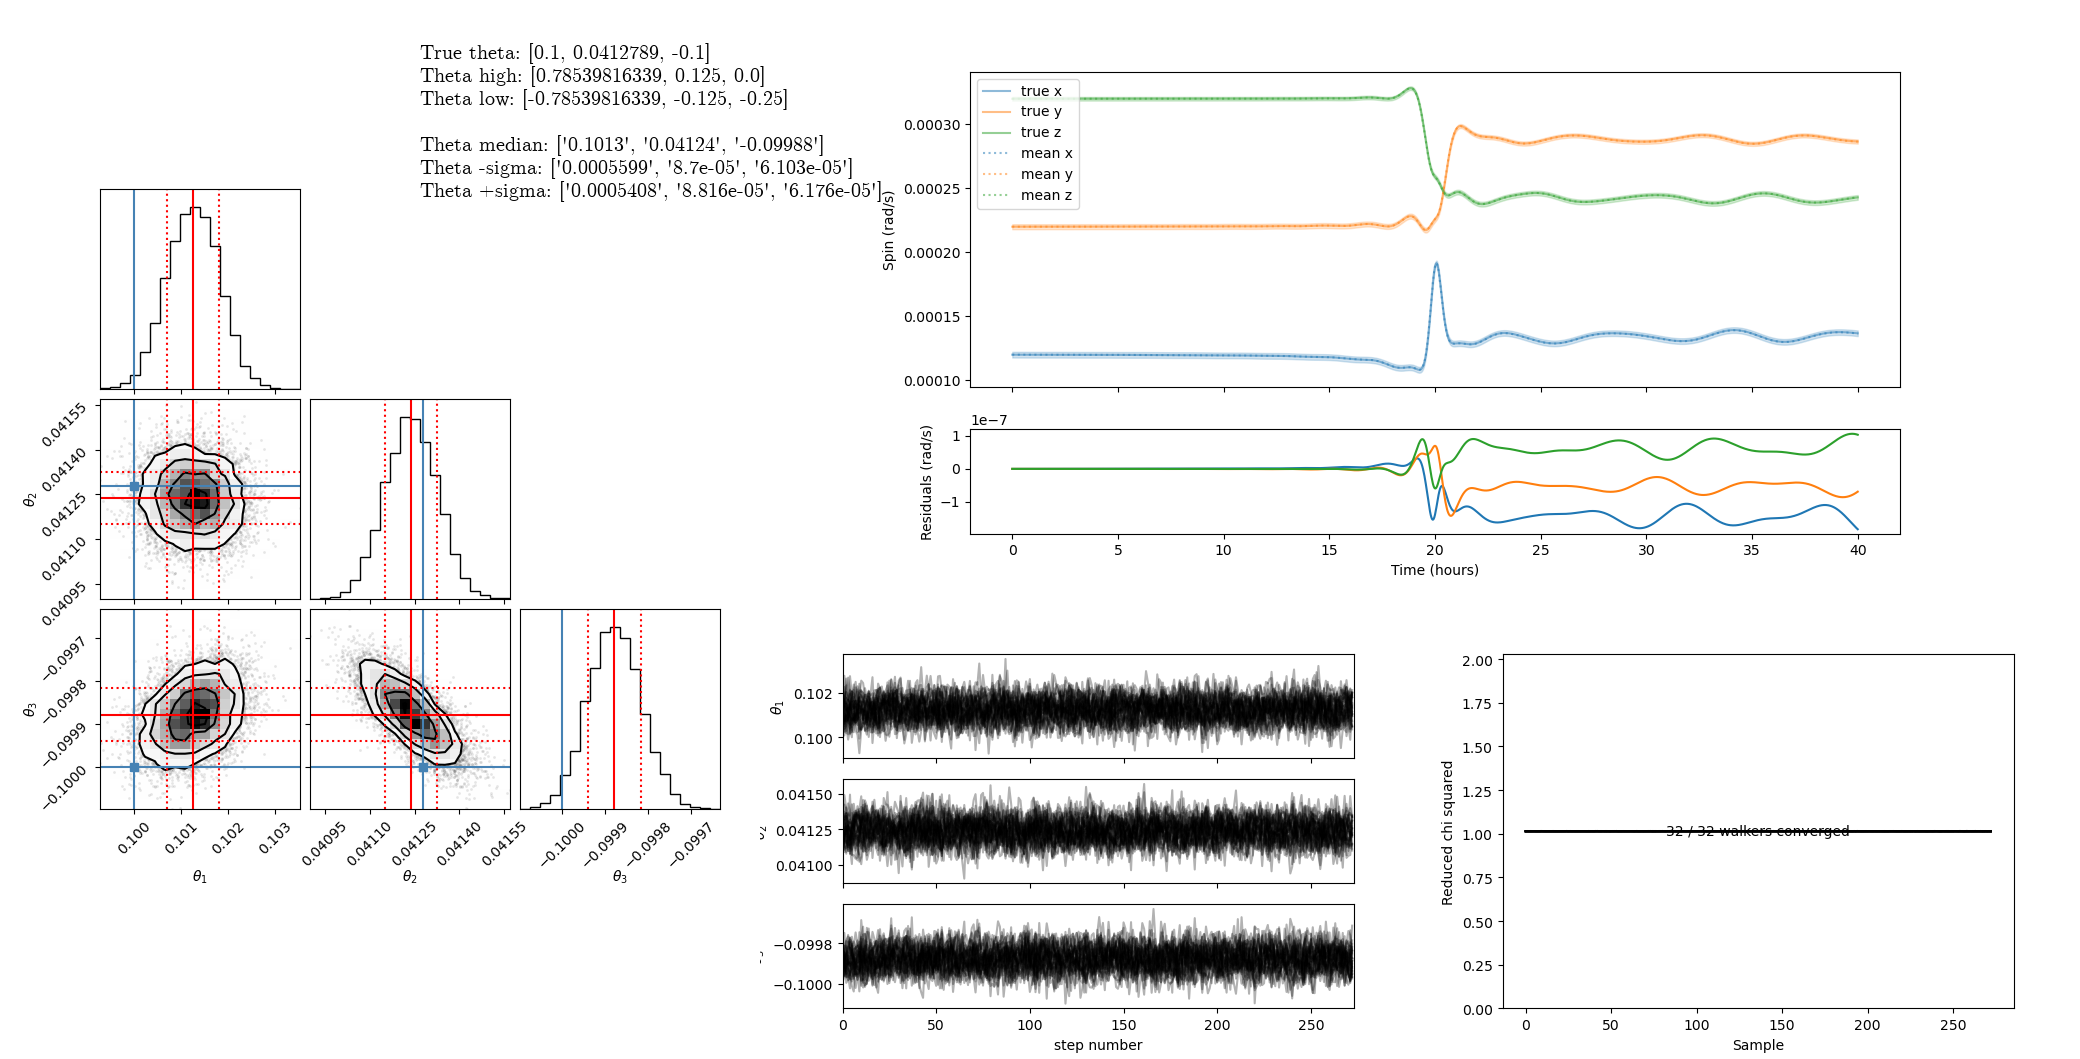 True theta: [0.1, 0.0412789, -0.1]
Theta high: [0.78539816339, 0.125, 0.0]
Theta low: [-0.78539816339, -0.125, -0.25]
Theta median: ['0.1013', '0.04124', '-0.09988']
Theta -sigma: ['0.0005599', '8.7e-05', '6.103e-05']
Theta +sigma: ['0.0005408', '8.816e-05', '6.176e-05']
θ2
0.04155
0.04140
0.04125
0.04110
0.04095
θ3
−0.0997
−0.0998
−0.0999
−0.1000
0.100 0.101 0.102 0.103
θ1
0.04095 0.04110 0.04125 0.04140 0.04155
θ2
−0.1000 −0.0999 −0.0998 −0.0997
θ3
true x
true y
true z
mean x
mean y
mean z
Spin (rad/s)
0.00030
0.00025
0.00020
0.00015
0.00010
1e−7
Residuals (rad/s)
1
0
−1
0 5 10 15 20 25 30 35 40
Time (hours)
θ1
0.102
0.100
0.04150
0.04125
0.04100
−0.0998
−0.1000
0 50 100 150 200 250
step number
Reduced chi squared
2.00
1.75
1.50
1.25
1.00
0.75
0.50
0.25
0.00
32 / 32 walkers converged
0 50 100 150 200 250
Sample